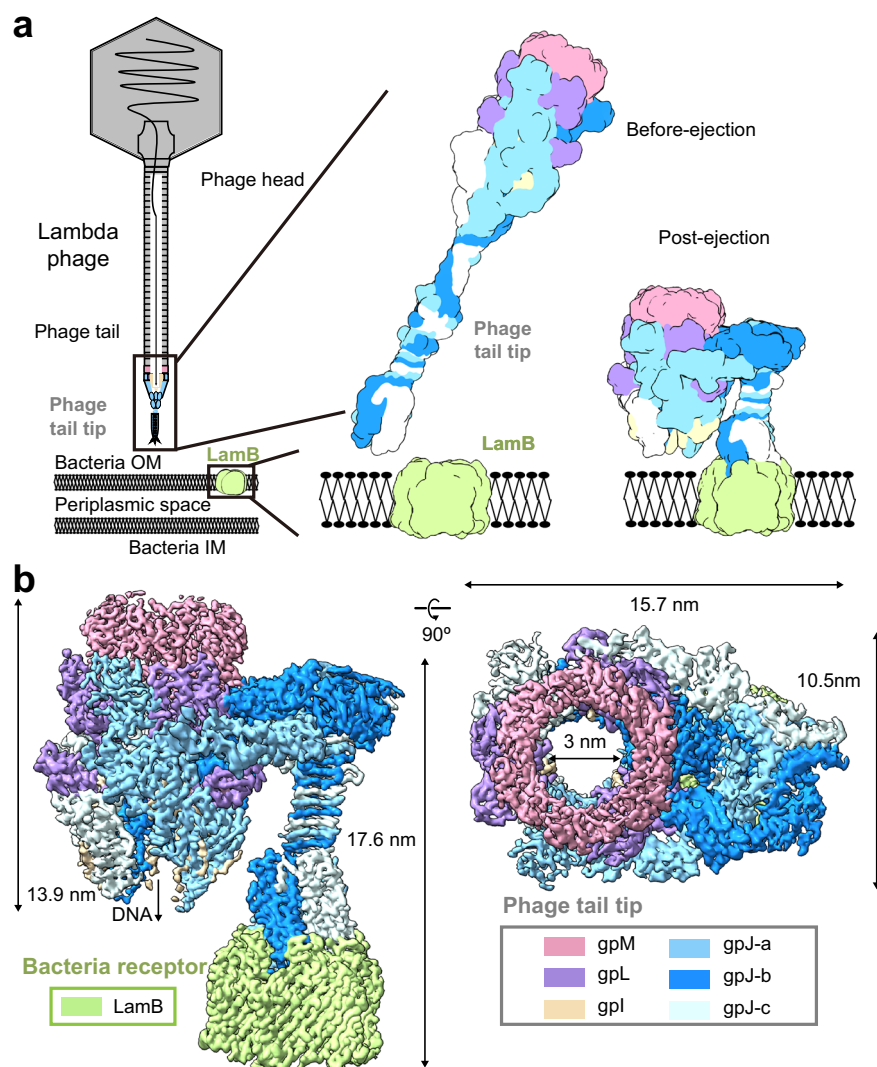 a
Before-ejection
Phage head
Lambda
phage
Post-ejection
Phage tail
Phage
tail tip
Phage
tail tip
LamB
LamB
Bacteria OM
Periplasmic space
Bacteria IM
b
15.7 nm
90º
10.5nm
3 nm
17.6 nm
13.9 nm
DNA
Phage tail tip
gpM
gpJ-a
gpL
gpJ-b
gpI
gpJ-c
Bacteria receptor
LamB